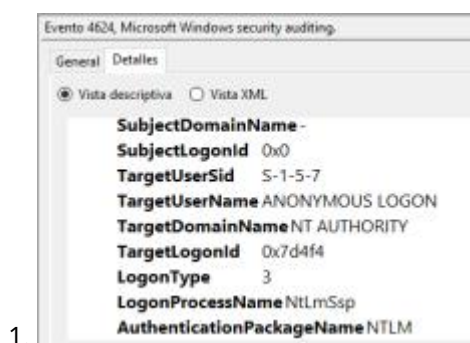 Evento 4624, Microsoft Windows security auditing.
General Detalles
Vista descriptiva Vista XML
SubjectDomainName -
SubjectLogonId 0x0
TargetUserSid S-1-5-7
TargetUserName ANONYMOUS LOGON
TargetDomainName NT AUTHORITY
TargetLogonId 0x7d4f4
LogonType 3
LogonProcessName NtLmSsp
1 AuthenticationPackageName NTLM